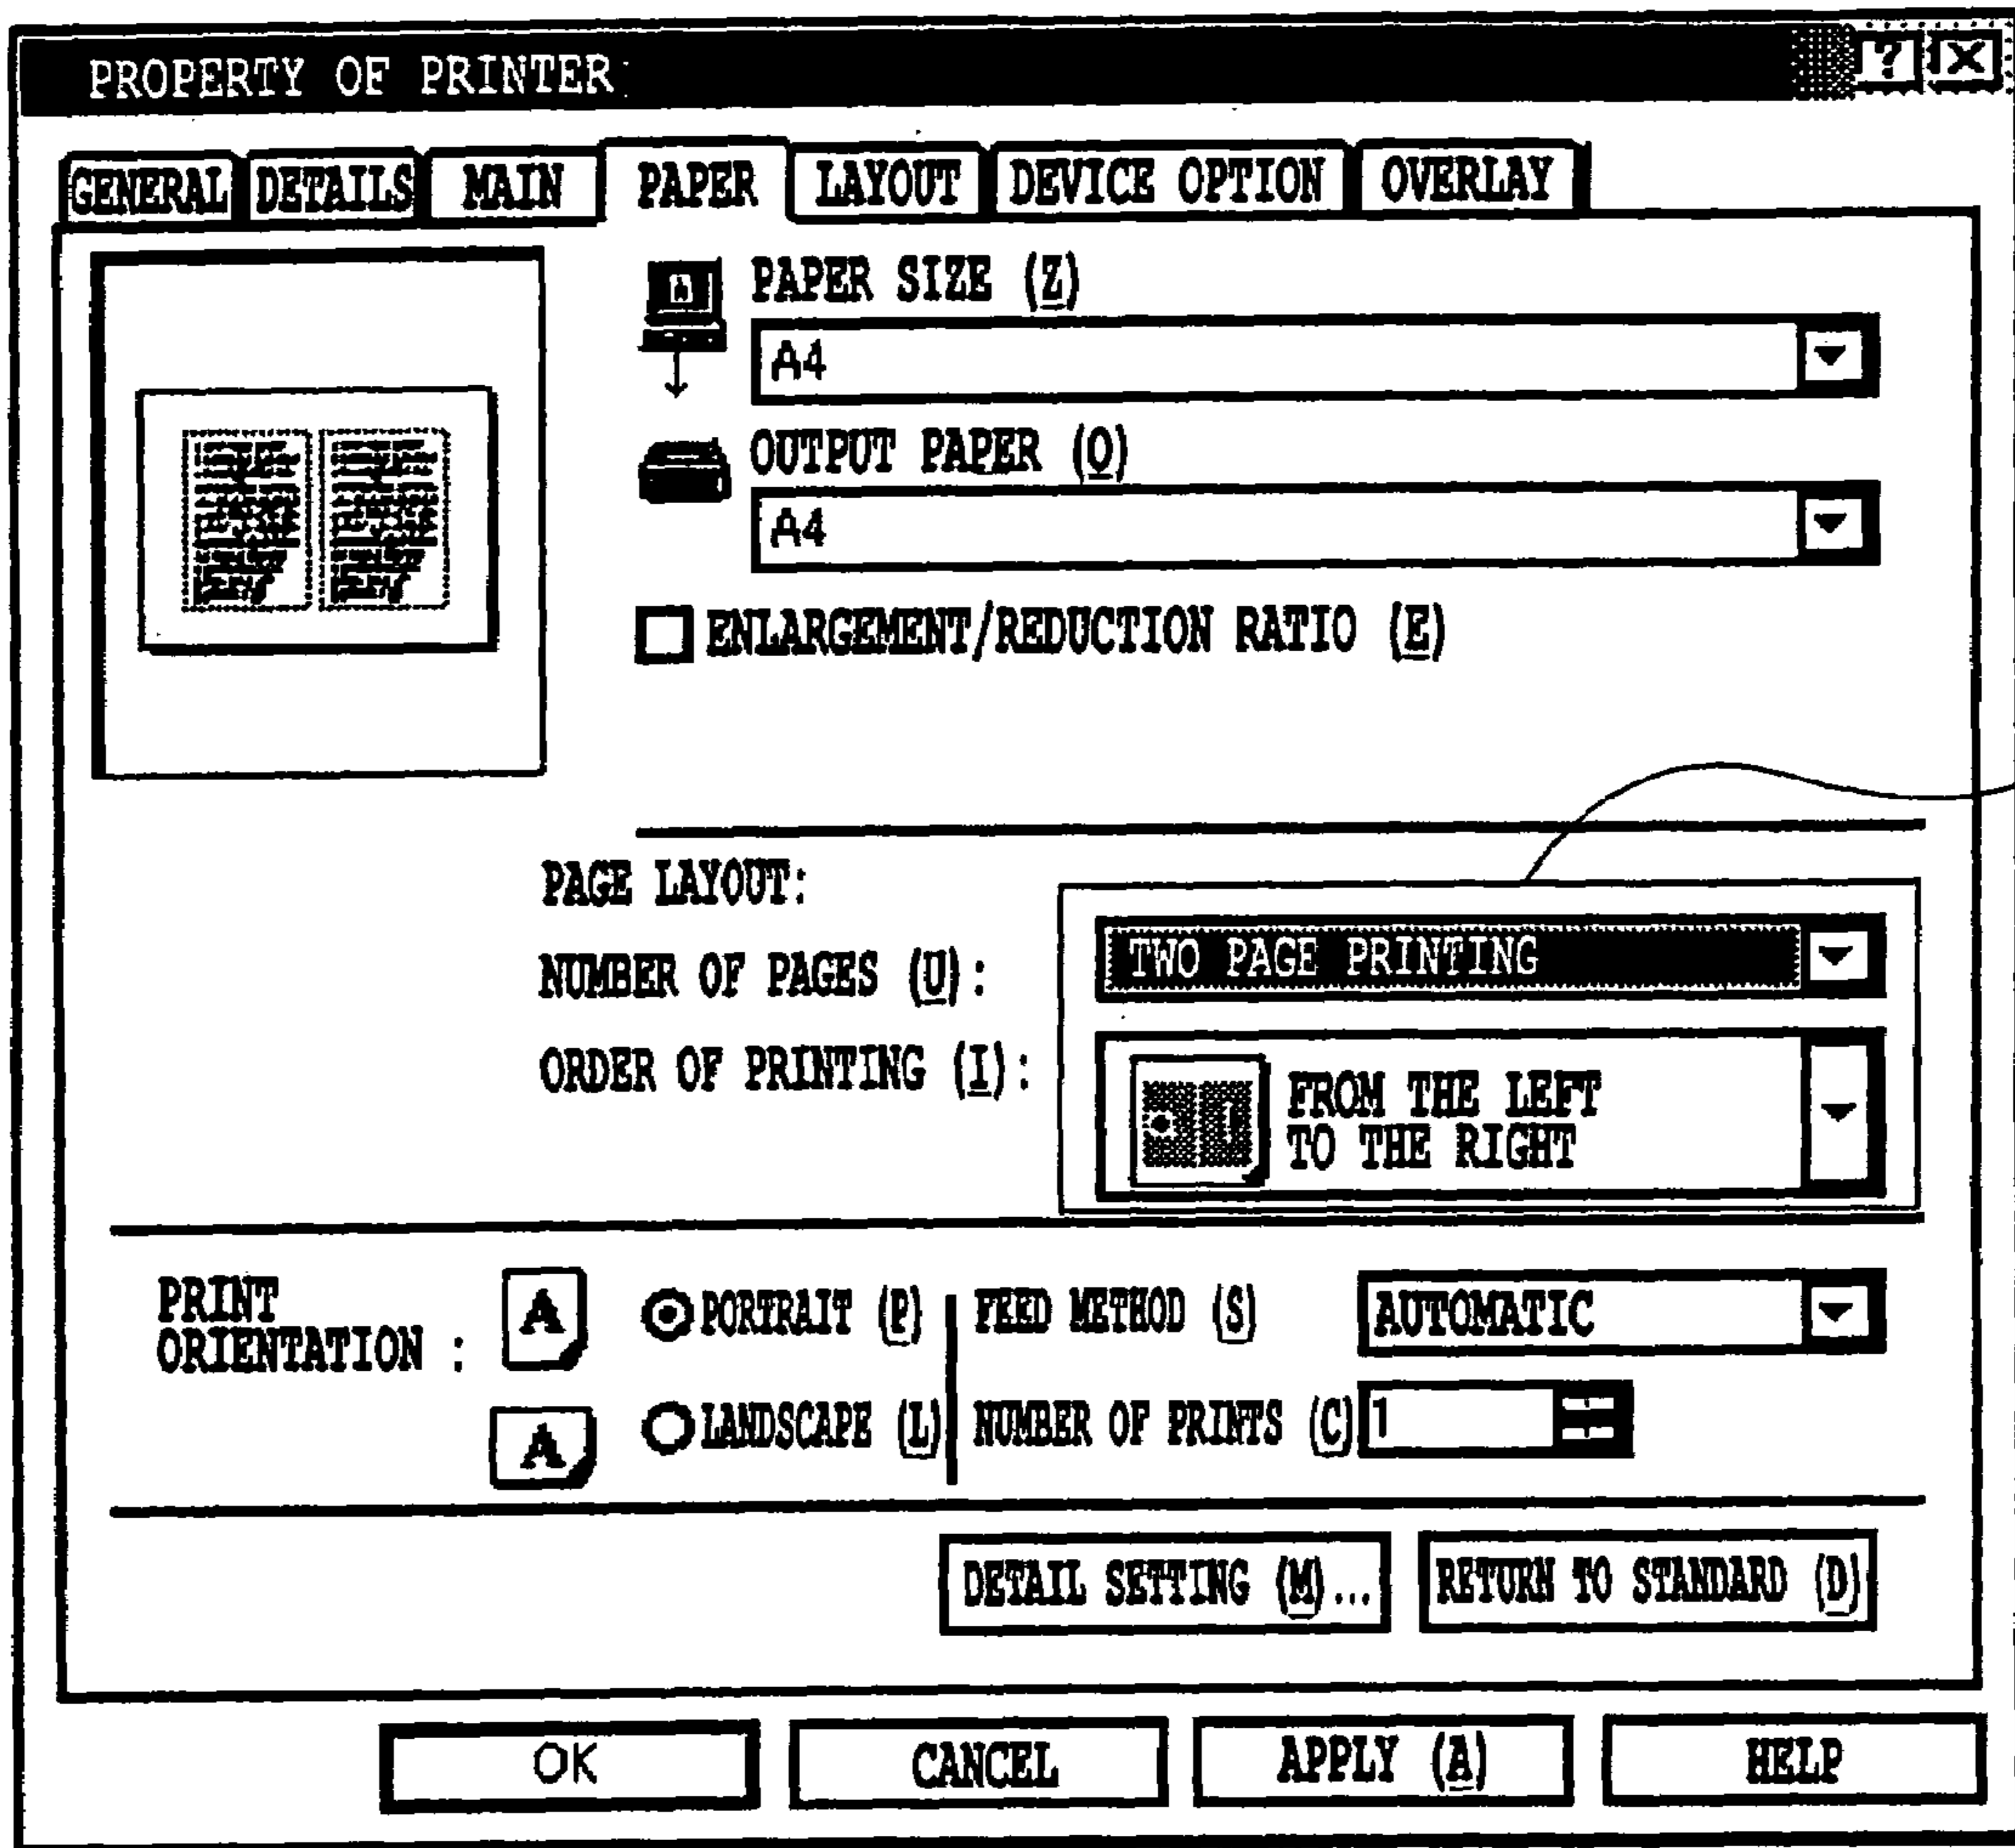 PROPERTY OF PRINTER
? X
GENERAL DETAILS MAIN PAPER LAYOUT DEVICE OPTION OVERLAY
PAPER SIZE (Z)
A4
OUTPUT PAPER (O)
A4
ENLARGEMENT/REDUCTION RATIO (E)
PAGE LAYOUT:
NUMBER OF PAGES (U): TWO PAGE PRINTING
ORDER OF PRINTING (I): FROM THE LEFT
TO THE RIGHT
PRINT
ORIENTATION :
A PORTRAIT (P) FEED METHOD (S) AUTOMATIC
A LANDSCAPE (L) NUMBER OF PRINTS (C) 1
DETAIL SETTING (M)... RETURN TO STANDARD (D)
OK CANCEL APPLY (A) HELP